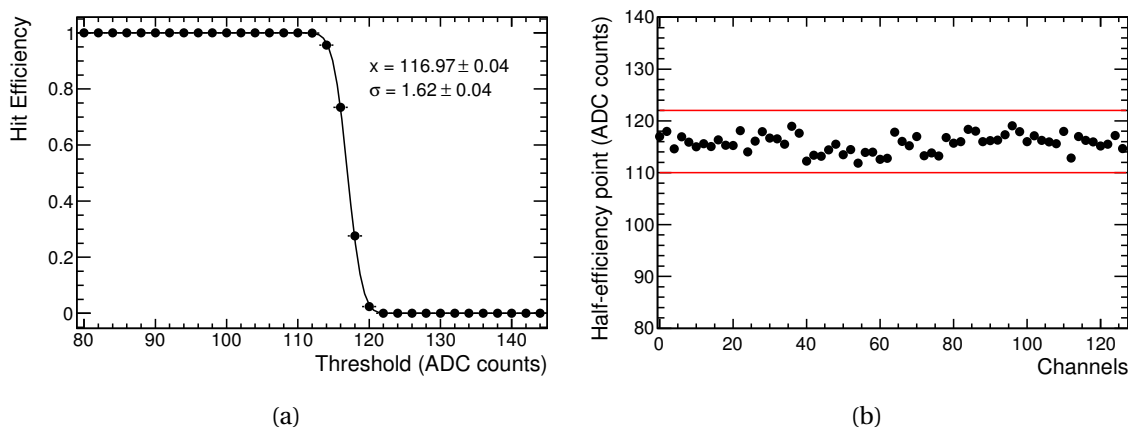 Hit Efficiency
1
0.8
0.6
0.4
0.2
0
x = 116.97 ± 0.04
σ = 1.62 ± 0.04
80 90 100 110 120 130 140
Threshold (ADC counts)
(a)
Half-efficiency point (ADC counts)
140
130
120
110
100
90
80
0 20 40 60 80 100 120
Channels
(b)